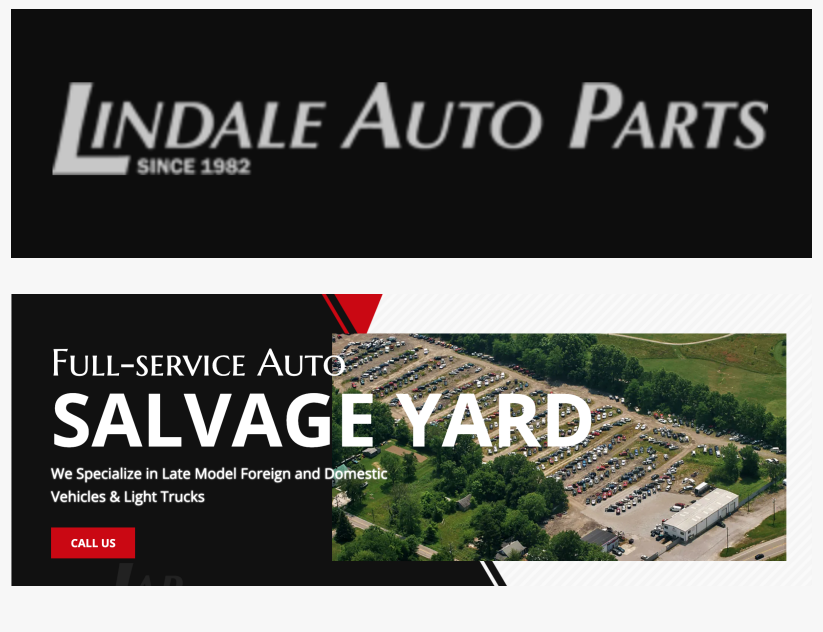 LINDALE AUTO PARTS
SINCE 1982
FULL-SERVICE AUTO
SALVAGE YARD
We Specialize in Late Model Foreign and Domestic
Vehicles & Light Trucks
CALL US
LAP